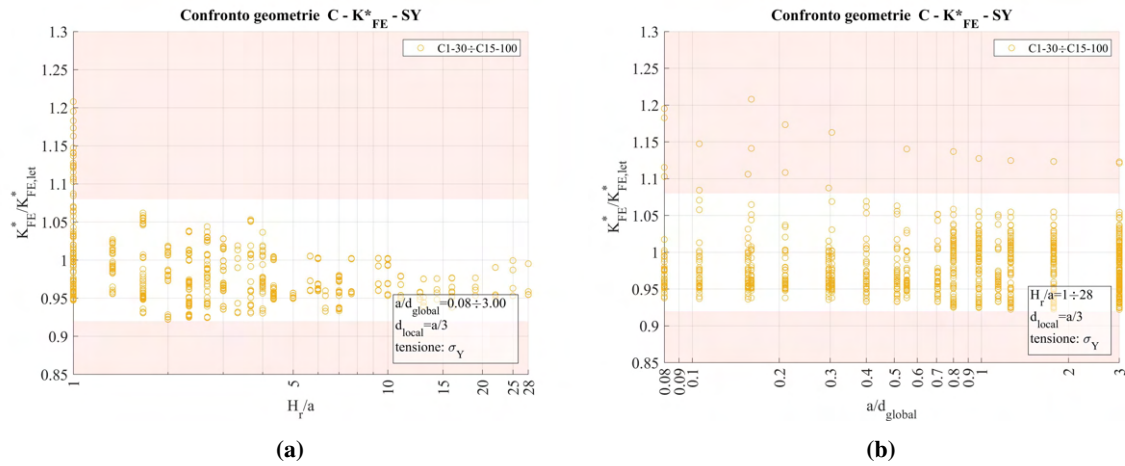 Confronto geometrie C - K*FE - SY
1.3
1.25
1.2
1.15
1.1
1.05
1
0.95
0.9
0.85
K*FE/K*FE,let
C1-30÷C15-100
a/dglobal=0.08÷3.00
dlocal=a/3
tensione: σY
1 2 5 10 15 20 25 28
Hr/a
(a)
Confronto geometrie C - K*FE - SY
1.3
1.25
1.2
1.15
1.1
1.05
1
0.95
0.9
0.85
K*FE/K*FE,let
C1-30÷C15-100
Hr/a=1÷28
dlocal=a/3
tensione: σY
0.08 0.09 0.1 0.2 0.3 0.4 0.5 0.6 0.7 0.8 0.9 1 2 3
a/dglobal
(b)